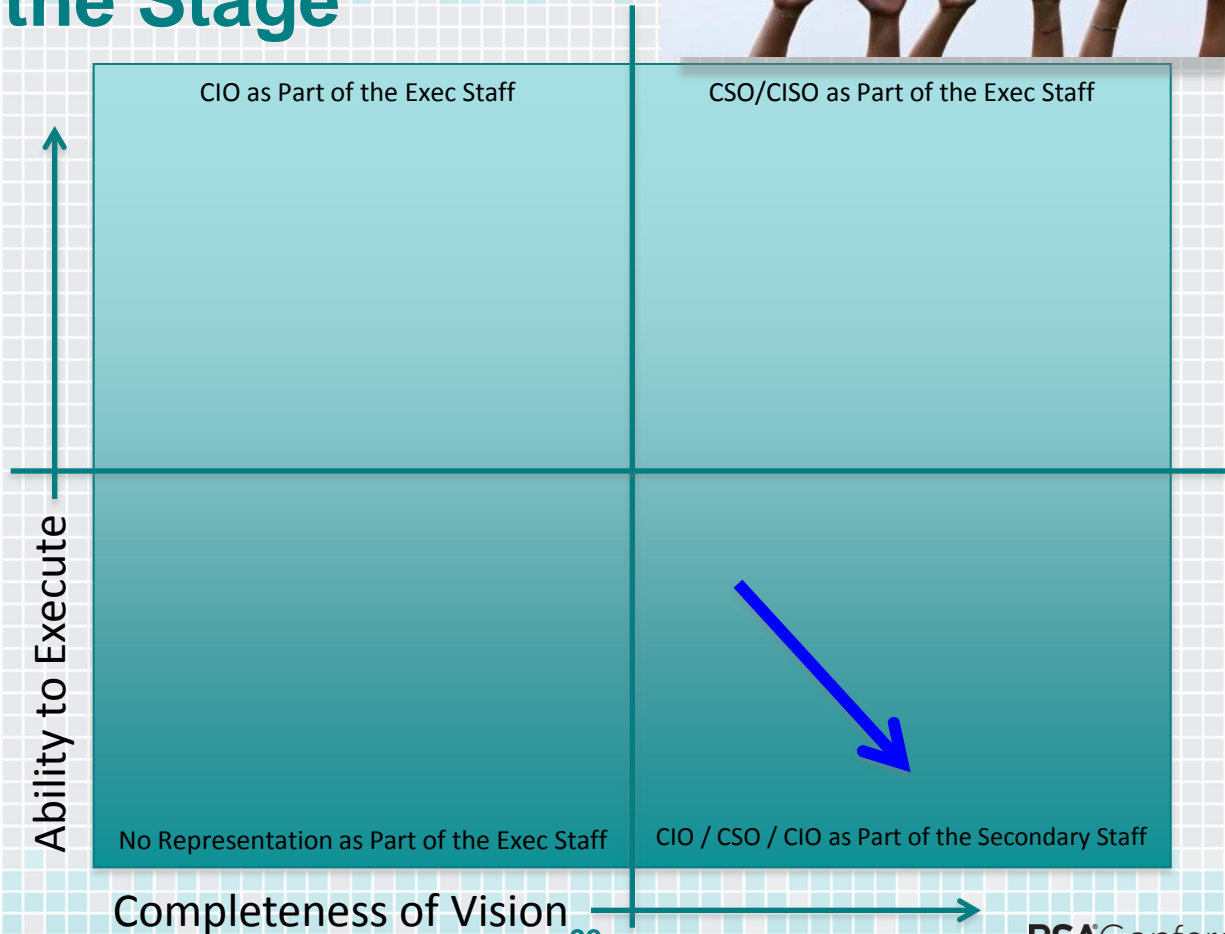 the Stage
CIO as Part of the Exec Staff
CSO/CISO as Part of the Exec Staff
Ability to Execute
No Representation as Part of the Exec Staff
CIO / CSO / CIO as Part of the Secondary Staff
Completeness of Vision